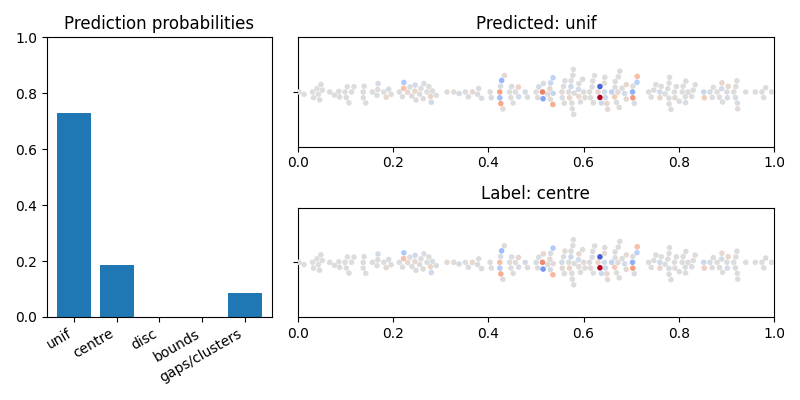 Prediction probabilities
1.0
0.8
0.6
0.4
0.2
0.0
unif
centre
disc
bounds
gaps/clusters
Predicted: unif
0.0 0.2 0.4 0.6 0.8 1.0
Label: centre
0.0 0.2 0.4 0.6 0.8 1.0